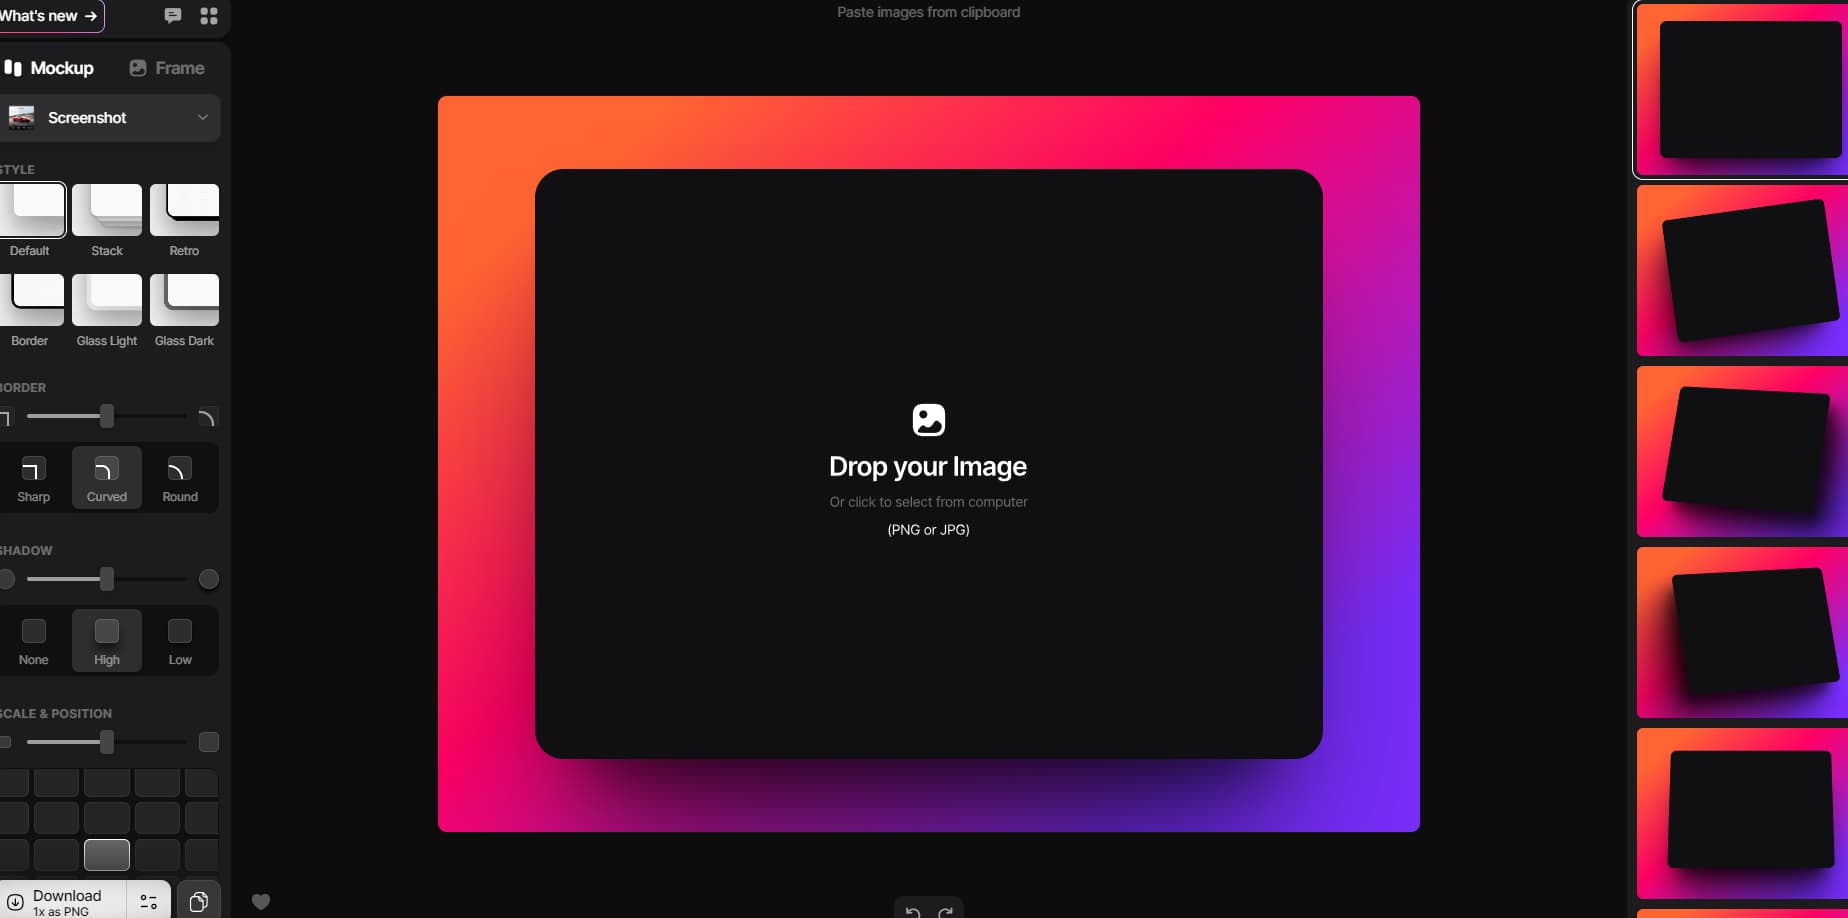 What's new →
Paste images from clipboard
Mockup
Frame
Screenshot
STYLE
Default
Stack
Retro
Border
Glass Light
Glass Dark
BORDER
Sharp
Curved
Round
SHADOW
None
High
Low
SCALE & POSITION
Download
1x as PNG
Drop your Image
Or click to select from computer
(PNG or JPG)